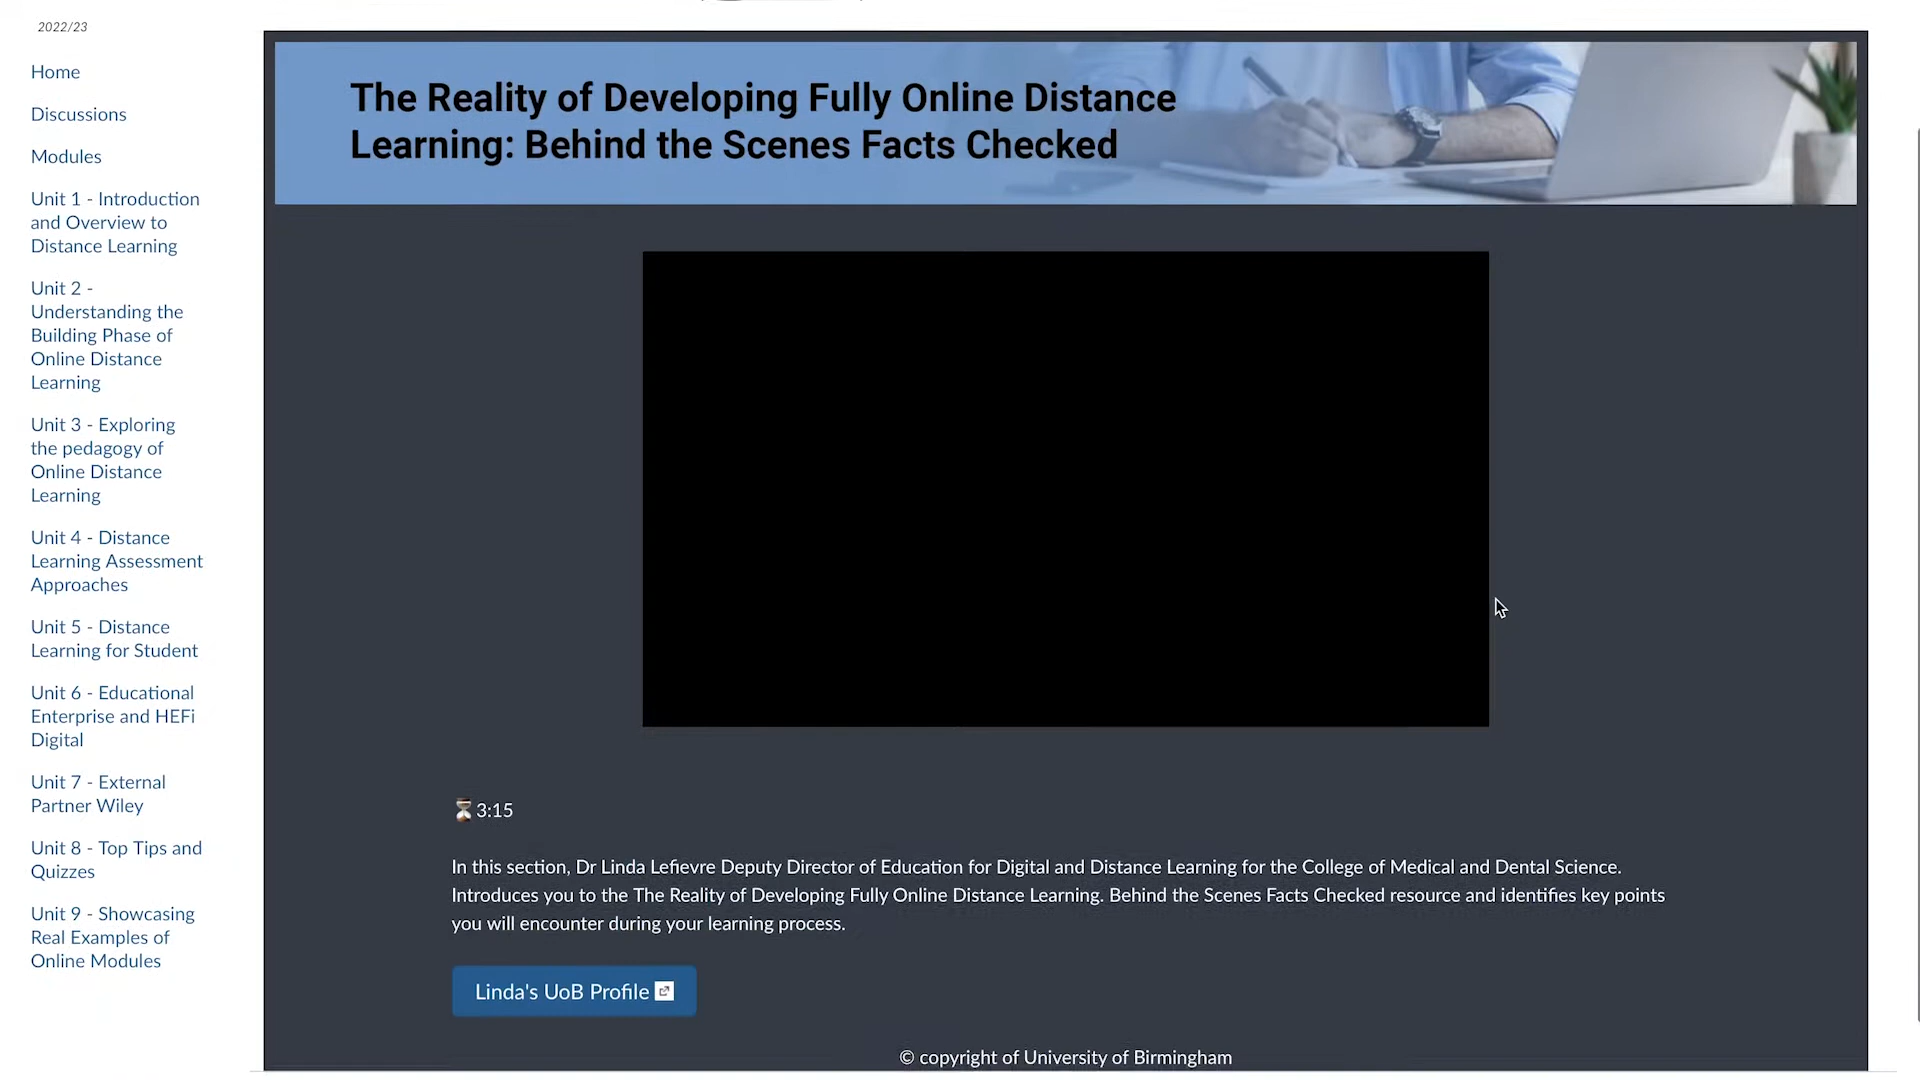 2022/23
Home
Discussions
Modules
Unit 1 - Introduction
and Overview to
Distance Learning
Unit 2 -
Understanding the
Building Phase of
Online Distance
Learning
Unit 3 - Exploring
the pedagogy of
Online Distance
Learning
Unit 4 - Distance
Learning Assessment
Approaches
Unit 5 - Distance
Learning for Student
Unit 6 - Educational
Enterprise and HEFi
Digital
Unit 7 - External
Partner Wiley
Unit 8 - Top Tips and
Quizzes
Unit 9 - Showcasing
Real Examples of
Online Modules
The Reality of Developing Fully Online Distance
Learning: Behind the Scenes Facts Checked
⏳3:15
In this section, Dr Linda Lefievre Deputy Director of Education for Digital and Distance Learning for the College of Medical and Dental Science.
Introduces you to the The Reality of Developing Fully Online Distance Learning. Behind the Scenes Facts Checked resource and identifies key points
you will encounter during your learning process.
Linda's UoB Profile
© copyright of University of Birmingham